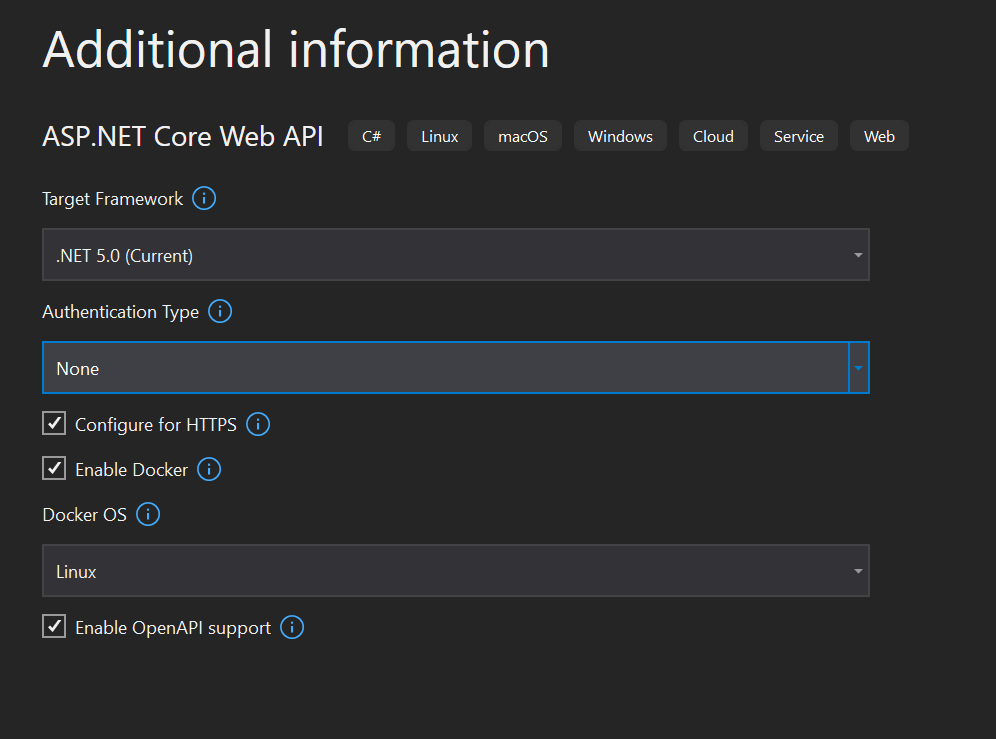 Additional information
ASP.NET Core Web API C# Linux macOS Windows Cloud Service Web
Target Framework
.NET 5.0 (Current)
Authentication Type
None
Configure for HTTPS
Enable Docker
Docker OS
Linux
Enable OpenAPI support